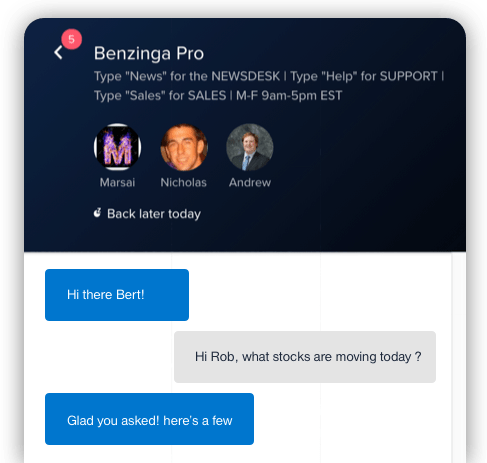 5
Benzinga Pro
Type "News" for the NEWSDESK | Type "Help" for SUPPORT |
Type "Sales" for SALES | M-F 9am-5pm EST
M
Marsai Nicholas Andrew
Back later today
Hi there Bert!
Hi Rob, what stocks are moving today ?
Glad you asked! here's a few